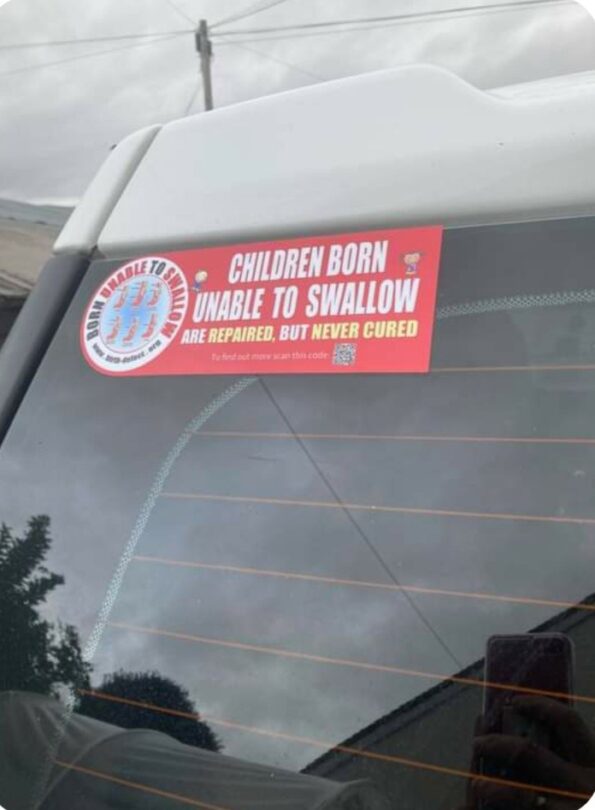 BORN UNABLE TO SWALLOW
CHILDREN BORN
UNABLE TO SWALLOW
ARE REPAIRED, BUT NEVER CURED
To find out more scan this code: